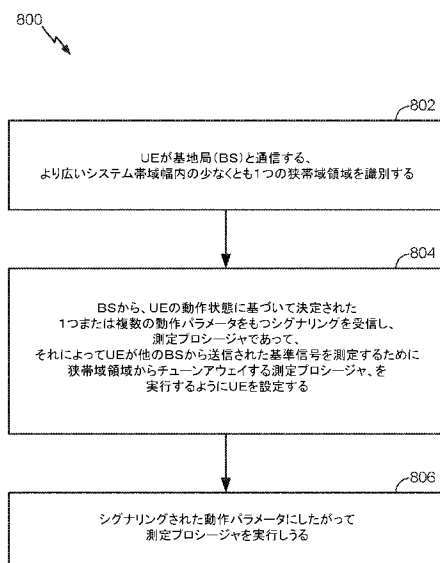 800
802
UEが基地局(BS)と通信する、
より広いシステム帯域幅内の少なくとも1つの狭帯域領域を識別する
804
BSから、UEの動作状態に基づいて決定された
1つまたは複数の動作パラメータをもつシグナリングを受信し、
測定プロシージャであって、
それによってUEが他のBSから送信された基準信号を測定するために
狭帯域領域からチューンアウェイする測定プロシージャ、を
実行するようにUEを設定する
806
シグナリングされた動作パラメータにしたがって
測定プロシージャを実行しうる